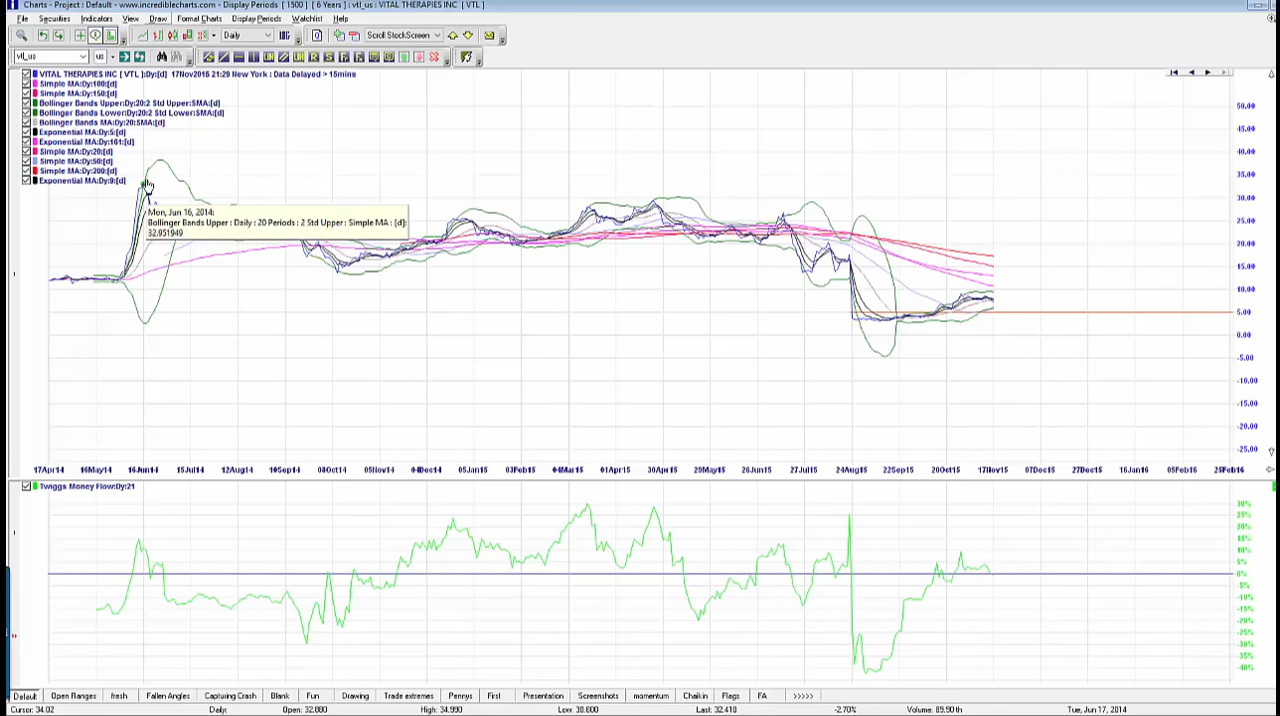 Charts - Project : Default - www.incrediblecharts.com - Display Periods [ 1500 ] [ 6 Years ] : vtl_us : VITAL THERAPIES INC [ VTL ]
File Securities Indicators View Draw Format Charts Display Periods Watchlist Help
Daily Scroll StockScreen
vtl_us us
VITAL THERAPIES INC [ VTL ]:Dy:[d] 17Nov2015 21:29 New York : Data Delayed > 15mins
Simple MA:Dy:100:[d]
Simple MA:Dy:150:[d]
Bollinger Bands Upper:Dy:20:2 Std Upper:SMA:[d]
Bollinger Bands Lower:Dy:20:2 Std Lower:SMA:[d]
Bollinger Bands MA:Dy:20:SMA:[d]
Exponential MA:Dy:5:[d]
Exponential MA:Dy:161:[d]
Simple MA:Dy:20:[d]
Simple MA:Dy:50:[d]
Simple MA:Dy:200:[d]
Exponential MA:Dy:9:[d]
Mon, Jun 16, 2014:
Bollinger Bands Upper : Daily : 20 Periods : 2 Std Upper : Simple MA : [d]:
32.951949
50.00
45.00
40.00
35.00
30.00
25.00
20.00
15.00
10.00
5.00
0.00
-5.00
-10.00
-15.00
-20.00
-25.00
17Apr14 16May14 16Jun14 15Jul14 12Aug14 10Sep14 08Oct14 05Nov14 04Dec14 05Jan15 03Feb15 04Mar15 01Apr15 30Apr15 29May15 26Jun15 27Jul15 24Aug15 22Sep15 20Oct15 17Nov15 07Dec15 27Dec15 16Jan16 05Feb16 25Feb16
Twiggs Money Flow:Dy:21
30%
25%
20%
15%
10%
5%
0%
-5%
-10%
-15%
-20%
-25%
-30%
-35%
-40%
Default Open Ranges fresh Fallen Angles Capturing Crash Blank Fun Drawing Trade extremes Pennys First Presentation Screenshots momentum Chaikin Flags FA >>>>>
Cursor: 34.02 Daily: Open: 32.880 High: 34.990 Low: 30.800 Last: 32.410 -2.70% Volume: 89.90 th Tue, Jun 17, 2014